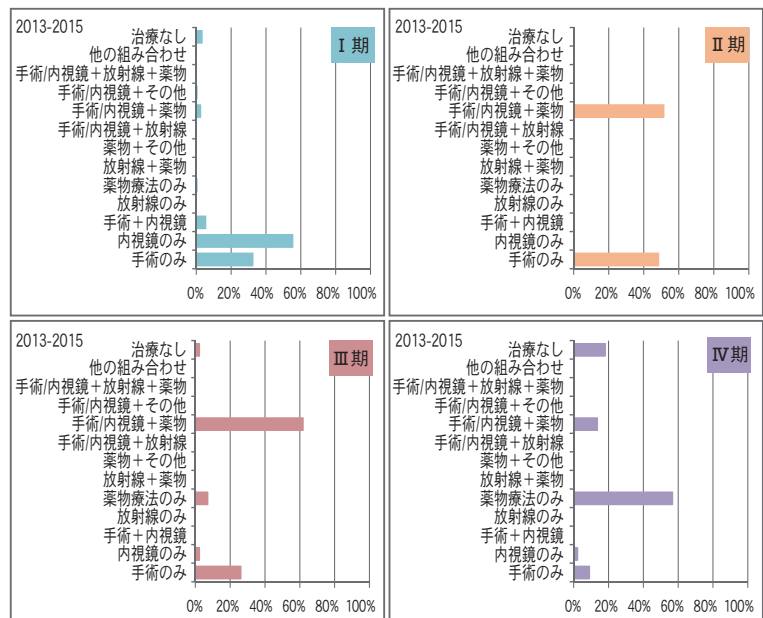 2013-2015
Ⅰ期
治療なし
他の組み合わせ
手術/内視鏡＋放射線＋薬物
手術/内視鏡＋その他
手術/内視鏡＋薬物
手術/内視鏡＋放射線
薬物＋その他
放射線＋薬物
薬物療法のみ
放射線のみ
手術＋内視鏡
内視鏡のみ
手術のみ
0% 20% 40% 60% 80% 100%
2013-2015
Ⅱ期
治療なし
他の組み合わせ
手術/内視鏡＋放射線＋薬物
手術/内視鏡＋その他
手術/内視鏡＋薬物
手術/内視鏡＋放射線
薬物＋その他
放射線＋薬物
薬物療法のみ
放射線のみ
手術＋内視鏡
内視鏡のみ
手術のみ
0% 20% 40% 60% 80% 100%
2013-2015
Ⅲ期
治療なし
他の組み合わせ
手術/内視鏡＋放射線＋薬物
手術/内視鏡＋その他
手術/内視鏡＋薬物
手術/内視鏡＋放射線
薬物＋その他
放射線＋薬物
薬物療法のみ
放射線のみ
手術＋内視鏡
内視鏡のみ
手術のみ
0% 20% 40% 60% 80% 100%
2013-2015
Ⅳ期
治療なし
他の組み合わせ
手術/内視鏡＋放射線＋薬物
手術/内視鏡＋その他
手術/内視鏡＋薬物
手術/内視鏡＋放射線
薬物＋その他
放射線＋薬物
薬物療法のみ
放射線のみ
手術＋内視鏡
内視鏡のみ
手術のみ
0% 20% 40% 60% 80% 100%